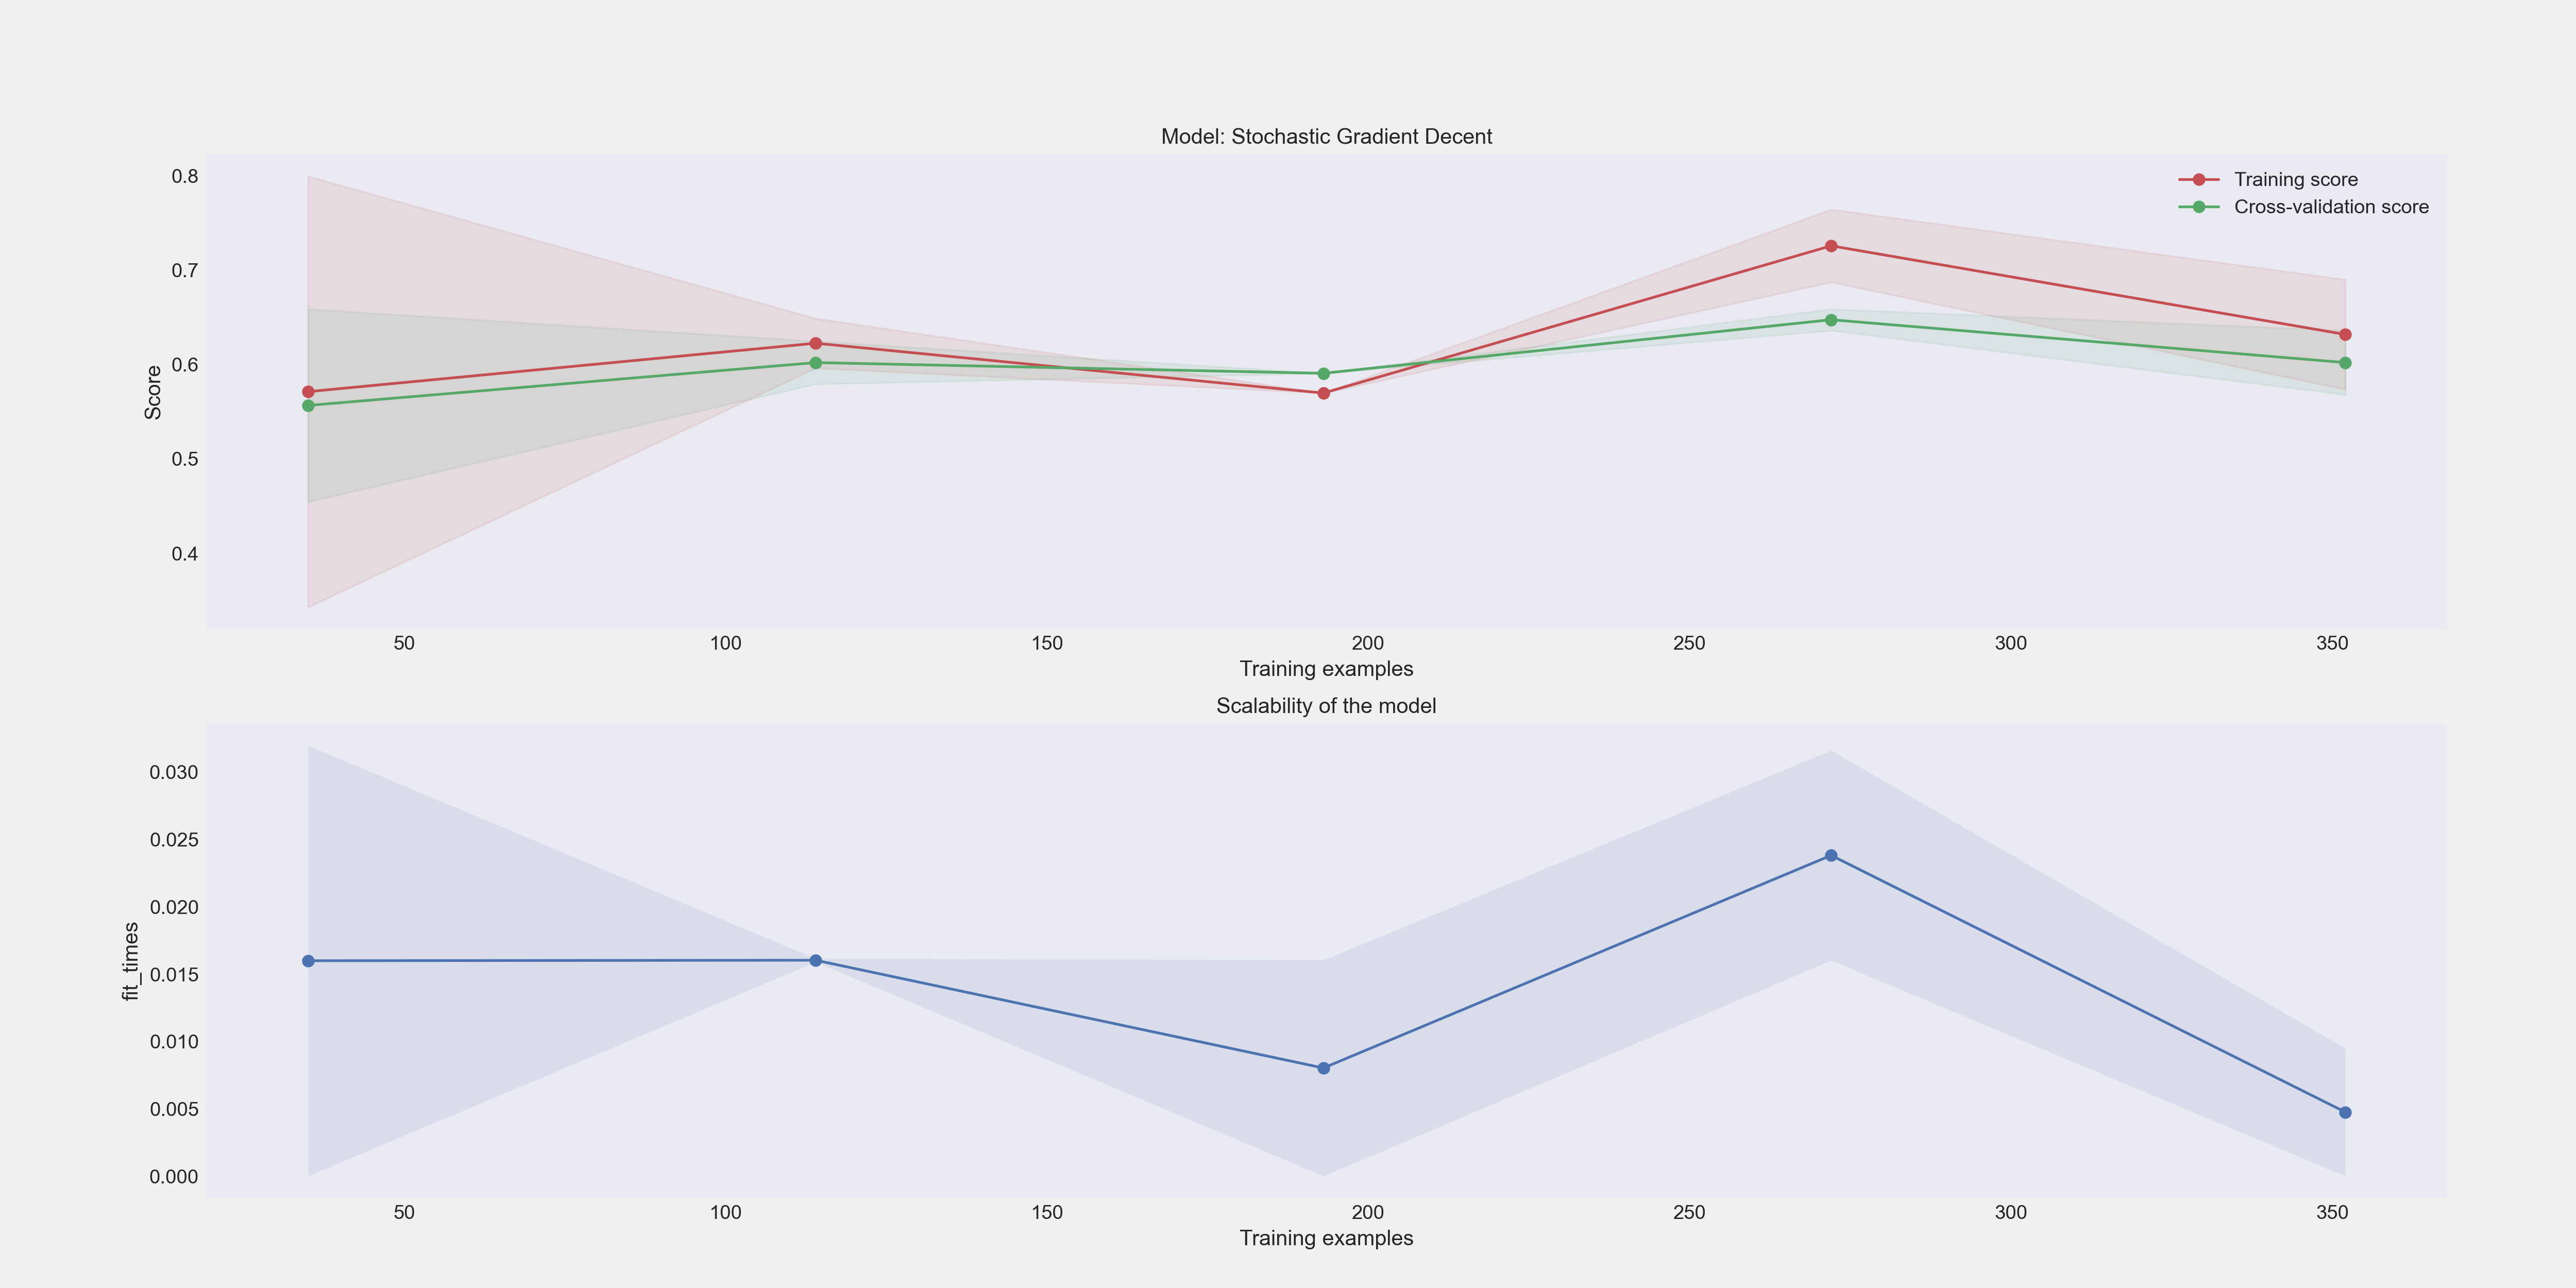 Model: Stochastic Gradient Decent
Training score
Cross-validation score
Score
0.8
0.7
0.6
0.5
0.4
50 100 150 200 250 300 350
Training examples
Scalability of the model
fit_times
0.030
0.025
0.020
0.015
0.010
0.005
0.000
50 100 150 200 250 300 350
Training examples